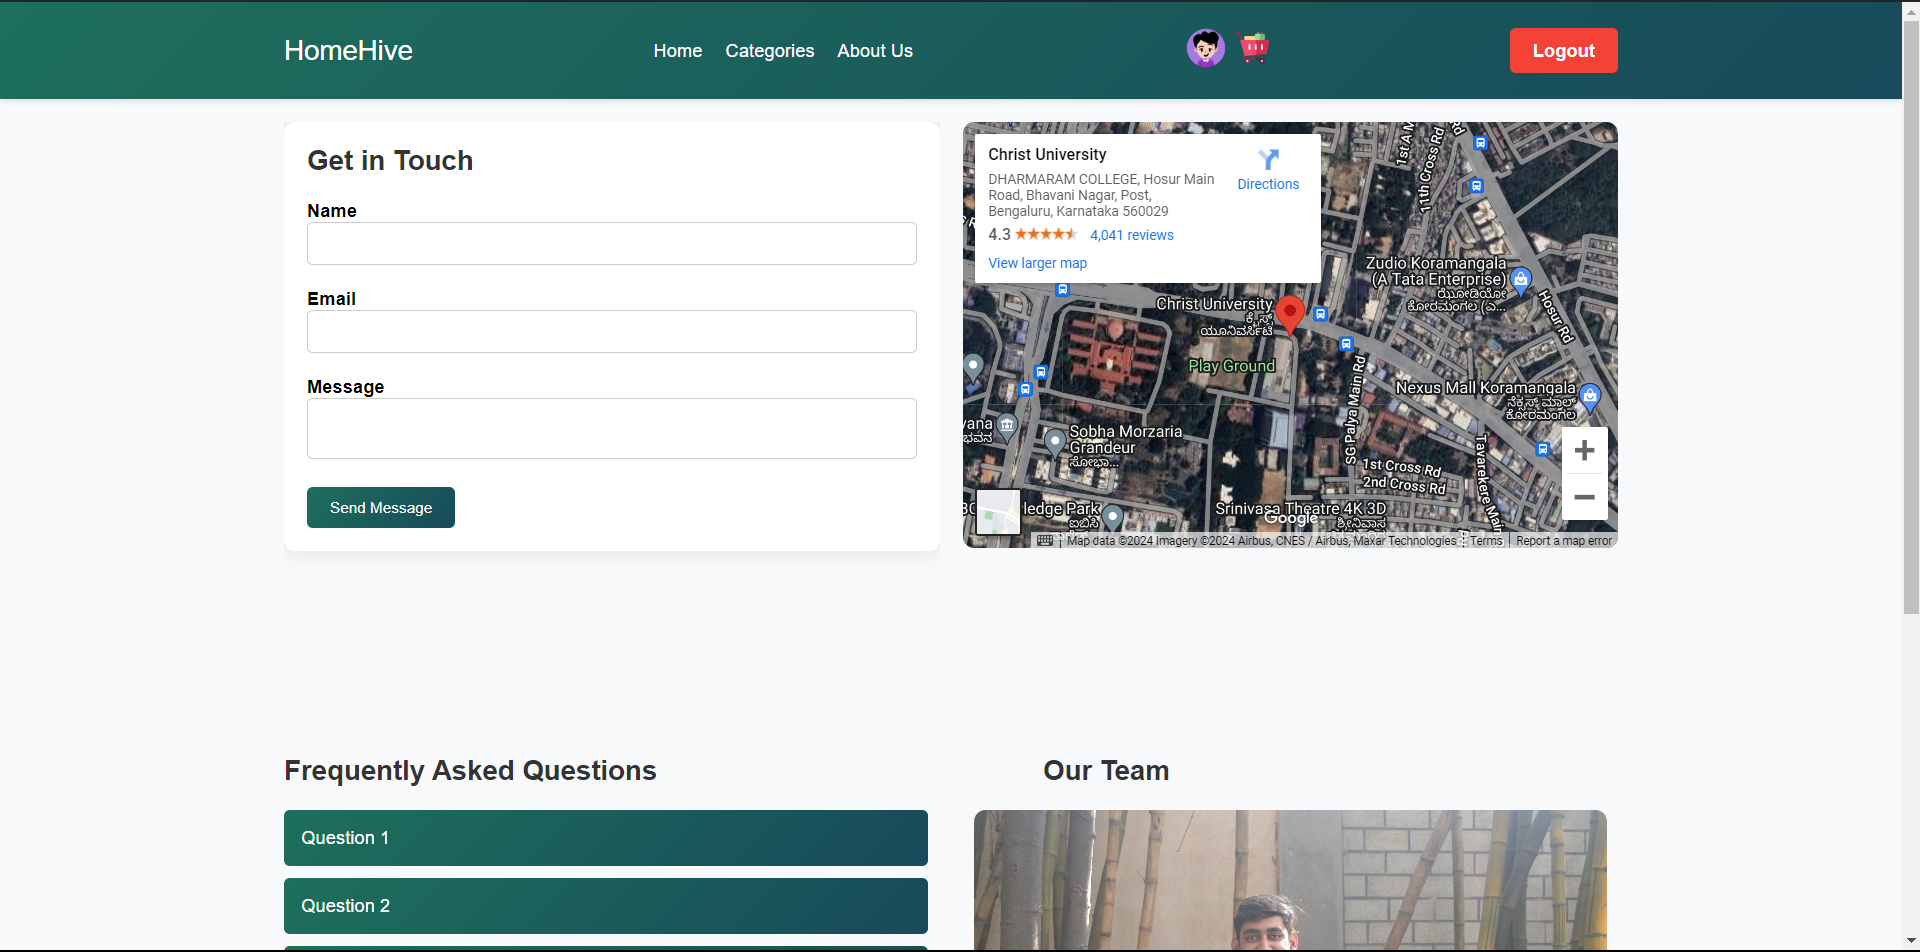 HomeHive
Home
Categories
About Us
Logout
Get in Touch
Name
Email
Message
Send Message
Christ University
DHARMARAM COLLEGE, Hosur Main
Road, Bhavani Nagar, Post,
Bengaluru, Karnataka 560029
4.3
4,041 reviews
View larger map
Directions
1st A M
11th Cross Rd
Rd
Zudio Koramangala
(A Tata Enterprise)
ಝುಡಿಯೋ
ಕೋರಮಂಗಲ (ಎ...
Hosur Rd
Christ University
ಕ್ರೈಸ್ಟ್
ಯೂನಿವರ್ಸಿಟಿ
Play Ground
SG Palya Main Rd
Nexus Mall Koramangala
ನೆಕ್ಸಸ್ ಮಾಲ್
ಕೋರಮಂಗಲ
vana
ಭವನ
Sobha Morzaria
Grandeur
ಸೋಭಾ...
1st Cross Rd
2nd Cross Rd
Tavarekere Main
Rd
ledge Park
ಐಬಿಸಿ
Srinivasa Theatre 4K 3D
ಶ್ರೀನಿವಾಸ
Google
Map data ©2024 Imagery ©2024 Airbus, CNES / Airbus, Maxar Technologies
Terms
Report a map error
Frequently Asked Questions
Question 1
Question 2
Our Team